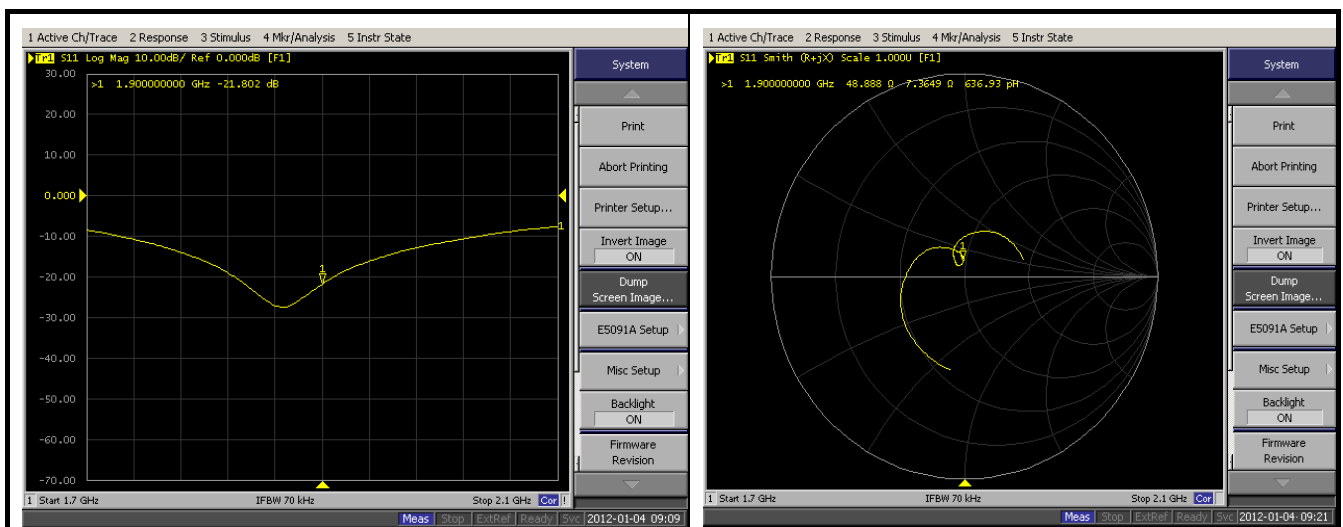 1 Active Ch/Trace 2 Response 3 Stimulus 4 Mkr/Analysis 5 Instr State
Tr1 S11 Log Mag 10.00dB/ Ref 0.000dB [F1]
>1 1.900000000 GHz -21.802 dB
30.00
20.00
10.00
0.000
-10.00
-20.00
-30.00
-40.00
-50.00
-60.00
-70.00
1
1
1 Start 1.7 GHz IFBW 70 kHz Stop 2.1 GHz Cor !
System
Print
Abort Printing
Printer Setup...
Invert Image
ON
Dump
Screen Image...
E5091A Setup
Misc Setup
Backlight
ON
Firmware
Revision
Meas Stop ExtRef Ready Svc 2012-01-04 09:09
1 Active Ch/Trace 2 Response 3 Stimulus 4 Mkr/Analysis 5 Instr State
Tr1 S11 Smith (R+jX) Scale 1.000U [F1]
>1 1.900000000 GHz 48.888 Ω 7.3649 Ω 636.93 pH
1
1 Start 1.7 GHz IFBW 70 kHz Stop 2.1 GHz Cor
System
Print
Abort Printing
Printer Setup...
Invert Image
ON
Dump
Screen Image...
E5091A Setup
Misc Setup
Backlight
ON
Firmware
Revision
Meas Stop ExtRef Ready Svc 2012-01-04 09:21